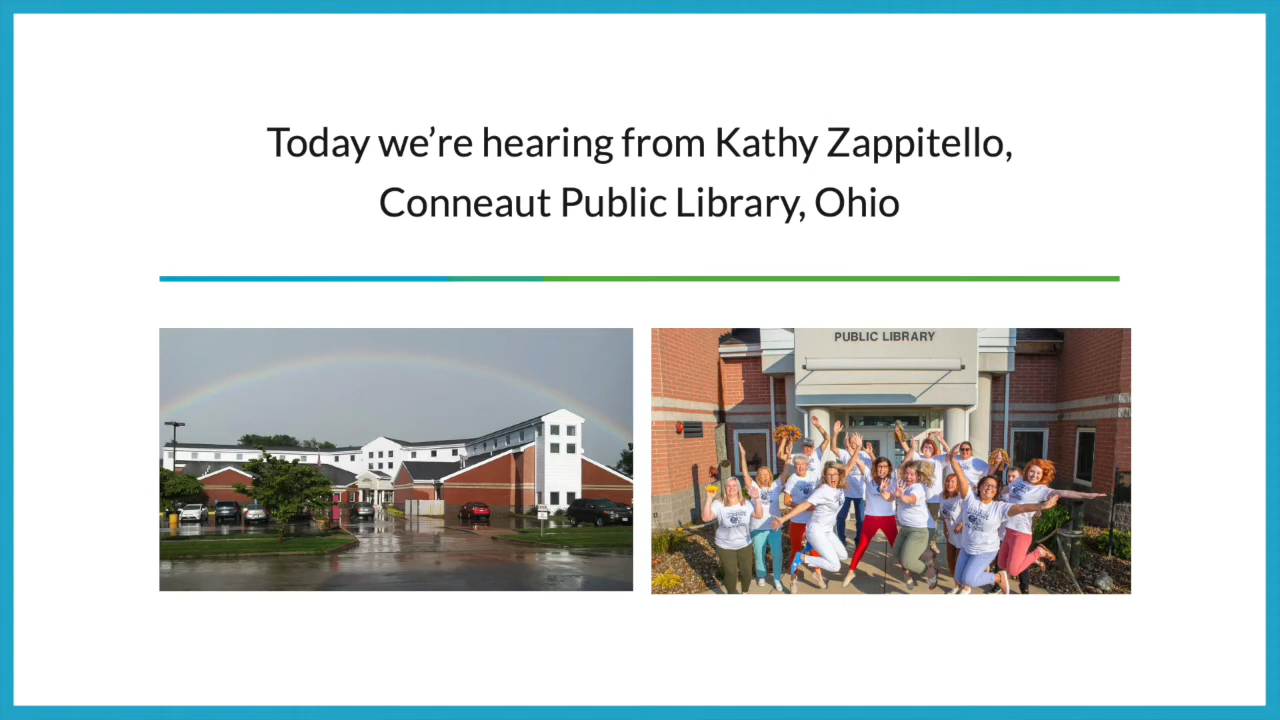 Today we’re hearing from Kathy Zappitello,
Conneaut Public Library, Ohio
PUBLIC LIBRARY